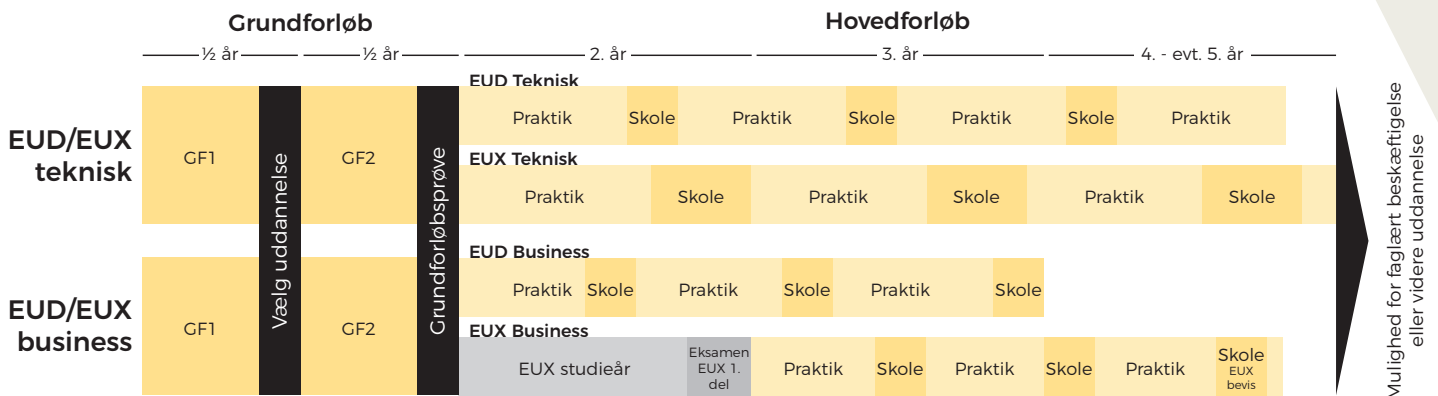 Grundforløb
Hovedforløb
½ år
½ år
2. år
3. år
4. - evt. 5. år
EUD/EUX
teknisk
GF1
Vælg uddannelse
GF2
Grundforløbsprøve
EUD Teknisk
Praktik
Skole
Praktik
Skole
Praktik
Skole
Praktik
EUX Teknisk
Praktik
Skole
Praktik
Skole
Praktik
Skole
EUD/EUX
business
GF1
GF2
EUD Business
Praktik
Skole
Praktik
Skole
Praktik
Skole
EUX Business
EUX studieår
Eksamen
EUX 1.
del
Praktik
Skole
Praktik
Skole
Praktik
Skole
EUX
bevis
Mulighed for faglært beskæftigelse
eller videre uddannelse